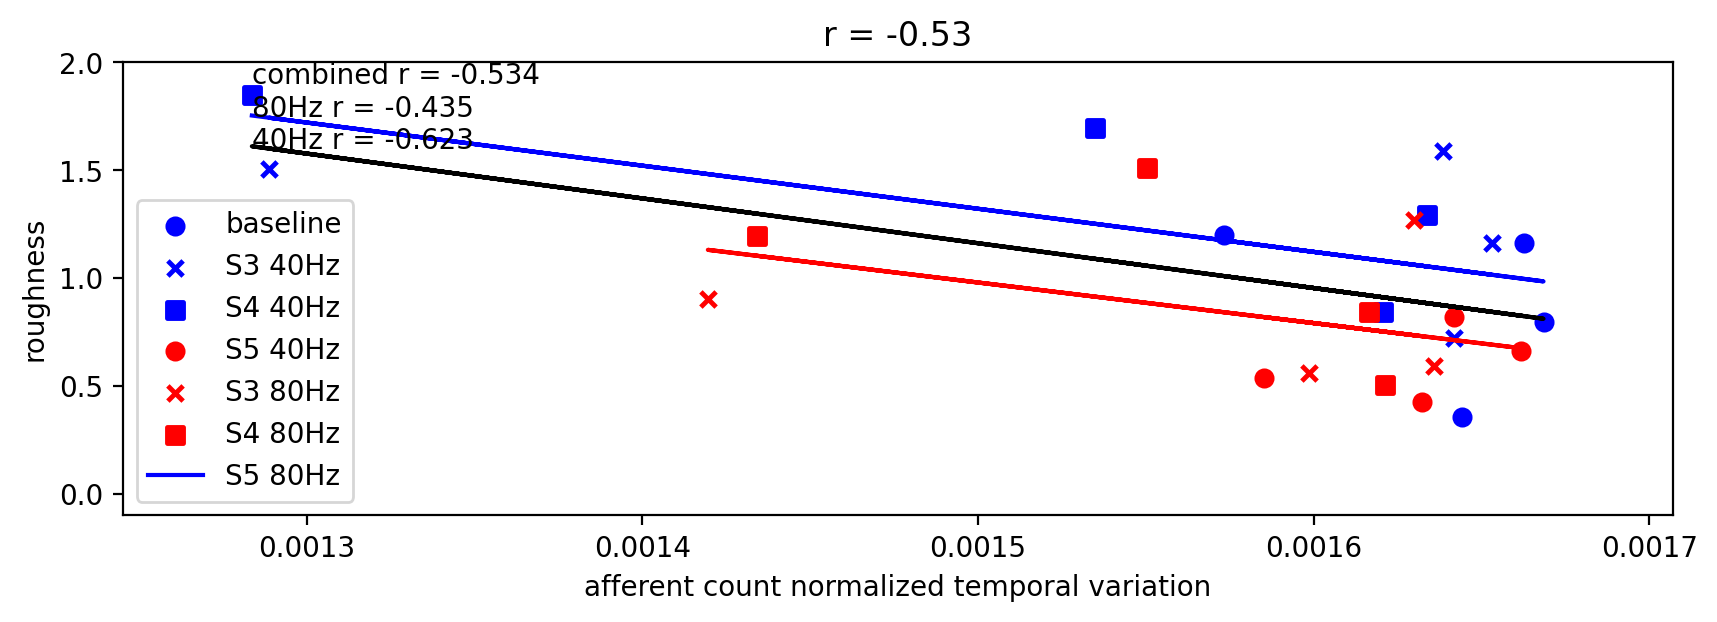 r = -0.53
combined r = -0.534
80Hz r = -0.435
40Hz r = -0.623
2.0
1.5
1.0
0.5
0.0
roughness
baseline
S3 40Hz
S4 40Hz
S5 40Hz
S3 80Hz
S4 80Hz
S5 80Hz
0.0013
0.0014
0.0015
0.0016
0.0017
afferent count normalized temporal variation